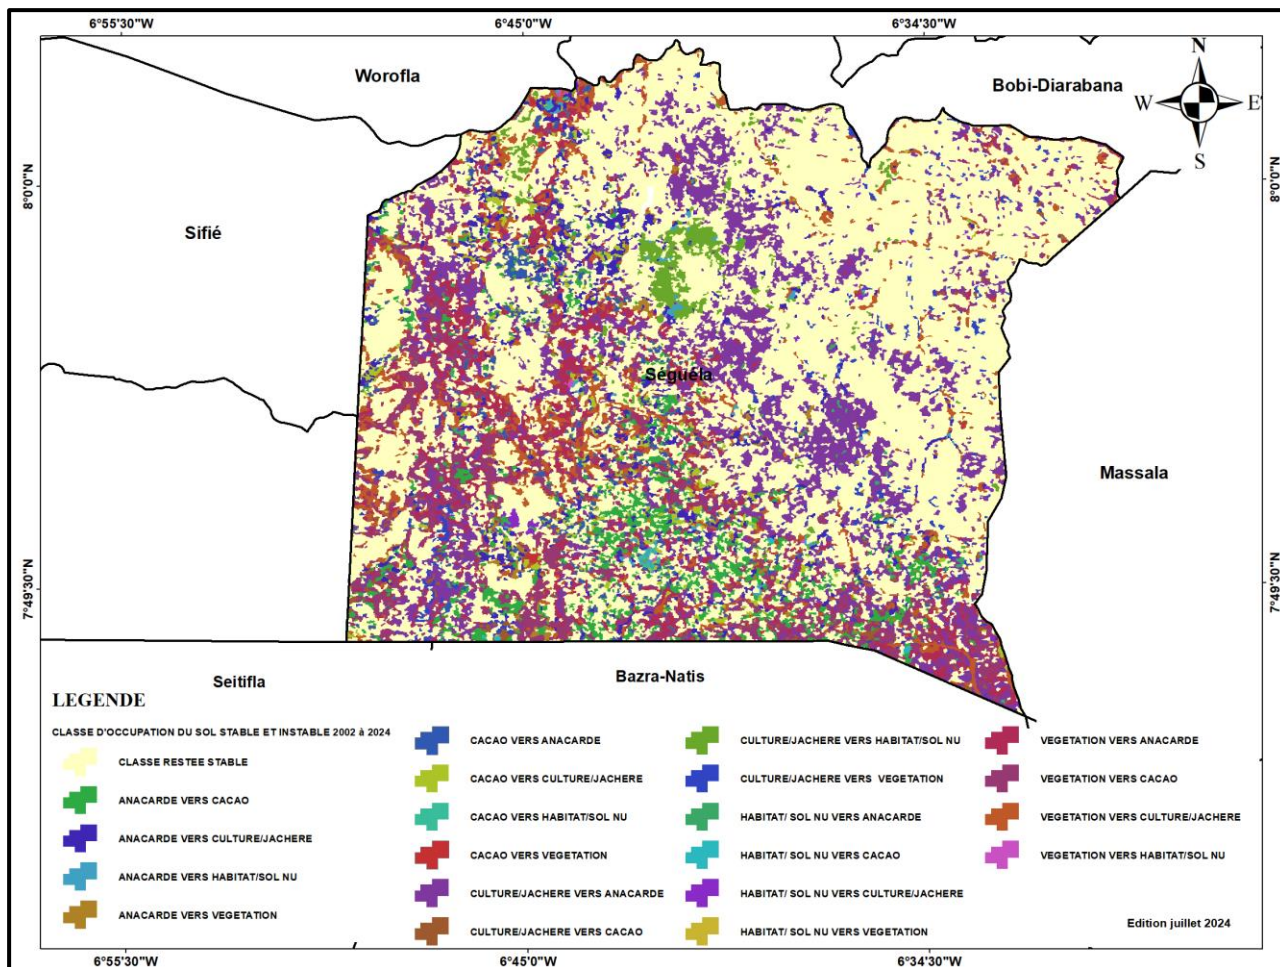 6°55'30"W
6°45'0"W
6°34'30"W
Worofla
Bobi-Diarabana
N
W
E
S
8°0'0"N
8°0'0"N
Sifié
Séguéla
Massala
7°49'30"N
7°49'30"N
Seitifla
Bazra-Natis
LEGENDE
CLASSE D'OCCUPATION DU SOL STABLE ET INSTABLE 2002 à 2024
CLASSE RESTEE STABLE
ANACARDE VERS CACAO
ANACARDE VERS CULTURE/JACHERE
ANACARDE VERS HABITAT/SOL NU
ANACARDE VERS VEGETATION
CACAO VERS ANACARDE
CACAO VERS CULTURE/JACHERE
CACAO VERS HABITAT/SOL NU
CACAO VERS VEGETATION
CULTURE/JACHERE VERS ANACARDE
CULTURE/JACHERE VERS CACAO
CULTURE/JACHERE VERS HABITAT/SOL NU
CULTURE/JACHERE VERS VEGETATION
HABITAT/ SOL NU VERS ANACARDE
HABITAT/ SOL NU VERS CACAO
HABITAT/ SOL NU VERS CULTURE/JACHERE
HABITAT/ SOL NU VERS VEGETATION
VEGETATION VERS ANACARDE
VEGETATION VERS CACAO
VEGETATION VERS CULTURE/JACHERE
VEGETATION VERS HABITAT/SOL NU
Edition juillet 2024
6°55'30"W
6°45'0"W
6°34'30"W